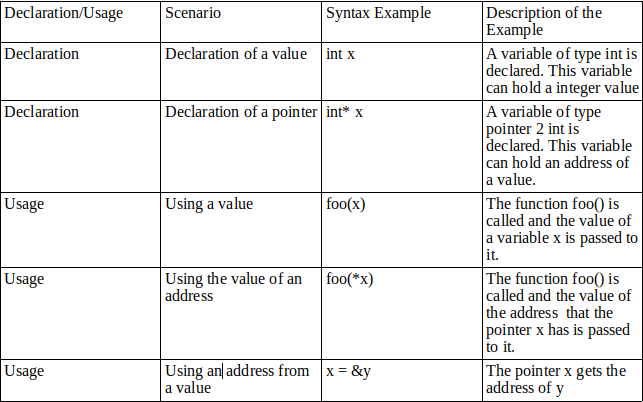 Declaration/Usage Scenario Syntax Example Description of the
Example
Declaration Declaration of a value int x A variable of type int is
declared. This variable
can hold a integer value
Declaration Declaration of a pointer int* x A variable of type
pointer 2 int is
declared. This variable
can hold an address of
a value.
Usage Using a value foo(x) The function foo() is
called and the value of
a variable x is passed to
it.
Usage Using the value of an foo(*x) The function foo() is
address called and the value of
the address that the
pointer x has is passed
to it.
Usage Using an address from x = &y The pointer x gets the
a value address of y